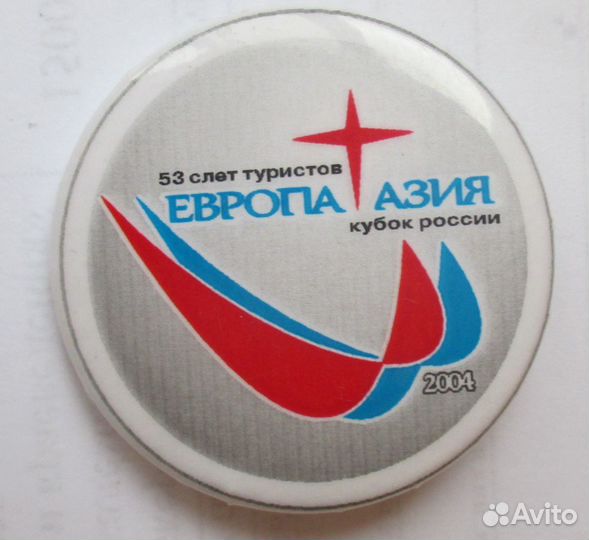 53 слет туристов
ЕВРОПА АЗИЯ
кубок россии
2004
Avito